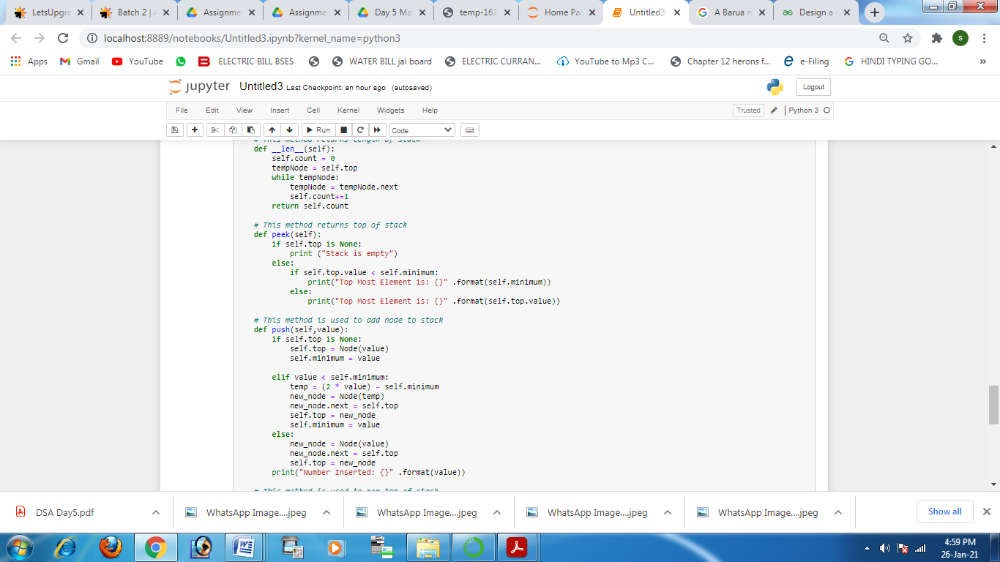 LetsUpgra
Batch 2 | A
Assignme
Assignme
Day 5 Ma
temp-161
Home Pag
Untitled3
A Barua n
Design a s
localhost:8889/notebooks/Untitled3.ipynb?kernel_name=python3
s
Apps
Gmail
YouTube
ELECTRIC BILL BSES
WATER BILL jal board
ELECTRIC CURRAN...
YouTube to Mp3 C...
Chapter 12 herons f...
e-Filing
HINDI TYPING GO...
»
jupyter Untitled3 Last Checkpoint: an hour ago (autosaved)
Logout
File Edit View Insert Cell Kernel Widgets Help
Trusted
Python 3
Run
Code
# This method returns length of stack
def __len__(self):
    self.count = 0
    tempNode = self.top
    while tempNode:
        tempNode = tempNode.next
        self.count+=1
    return self.count
# This method returns top of stack
def peek(self):
    if self.top is None:
        print ("Stack is empty")
    else:
        if self.top.value < self.minimum:
            print("Top Most Element is: {}" .format(self.minimum))
        else:
            print("Top Most Element is: {}" .format(self.top.value))
# This method is used to add node to stack
def push(self,value):
    if self.top is None:
        self.top = Node(value)
        self.minimum = value
    elif value < self.minimum:
        temp = (2 * value) - self.minimum
        new_node = Node(temp)
        new_node.next = self.top
        self.top = new_node
        self.minimum = value
    else:
        new_node = Node(value)
        new_node.next = self.top
        self.top = new_node
    print("Number Inserted: {}" .format(value))
# This method is used to pop top of stack
DSA Day5.pdf
WhatsApp Image....jpeg
WhatsApp Image....jpeg
WhatsApp Image....jpeg
WhatsApp Image....jpeg
Show all
4:59 PM
26-Jan-21